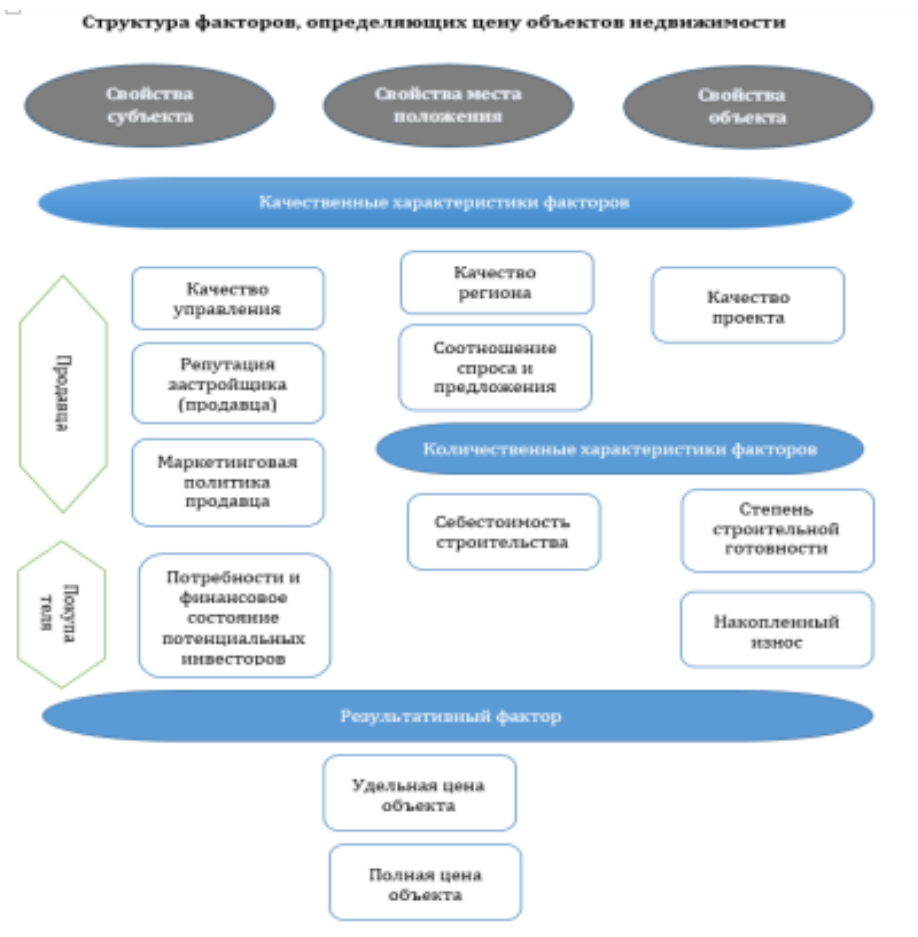 Структура факторов, определяющих цену объектов недвижимости
Свойства
субъекта
Свойства места
положения
Свойства
объекта
Качественные характеристики факторов
Продавца
Качество
управления
Репутация
застройщика
(продавца)
Маркетинговая
политика
продавца
Качество
региона
Соотношение
спроса и
предложения
Качество
проекта
Количественные характеристики факторов
Себестоимость
строительства
Степень
строительной
готовности
Накопленный
износ
Покупа
теля
Потребности и
финансовое
состояние
потенциальных
инвесторов
Результативный фактор
Удельная цена
объекта
Полная цена
объекта